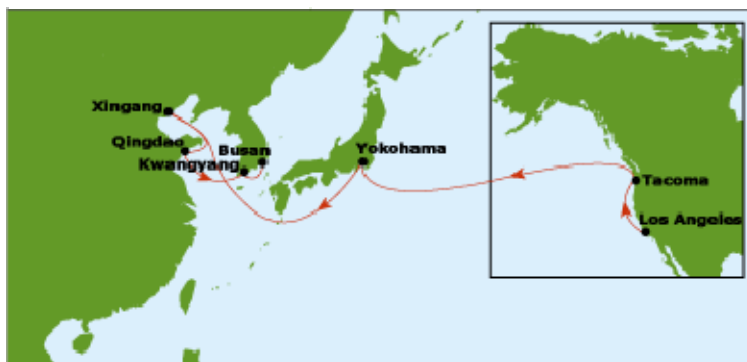 Xingang
Qingdao
Busan
Kwangyang
Yokohama
Tacoma
Los Angeles